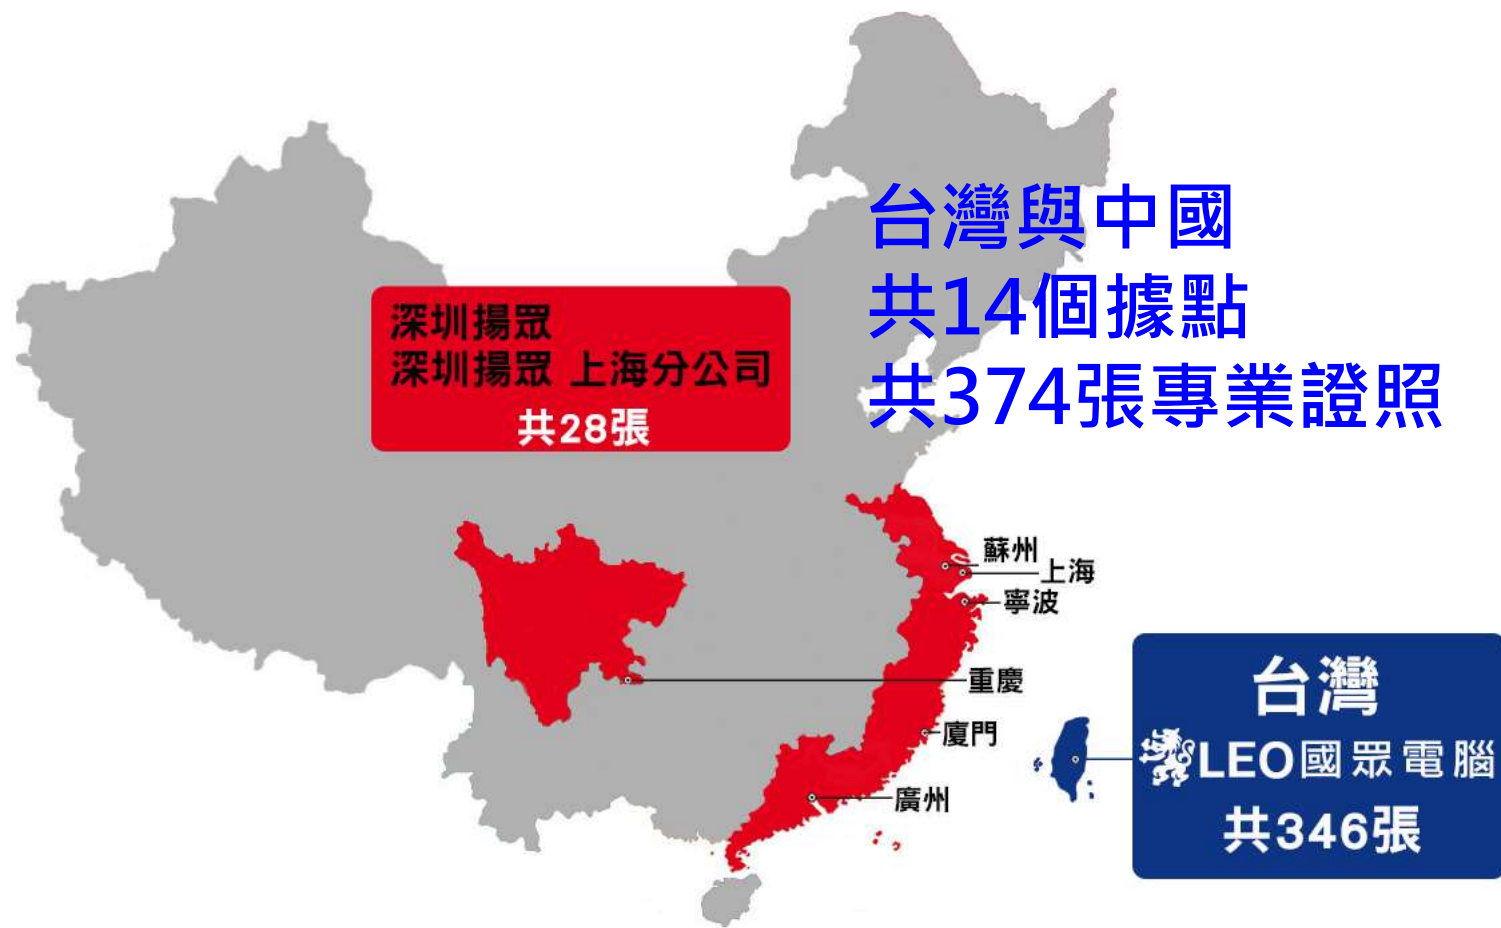 台灣與中國
共14個據點
共374張專業證照
深圳揚眾
深圳揚眾 上海分公司
共28張
蘇州
上海
寧波
重慶
廈門
廣州
台灣
LEO國眾電腦
共346張